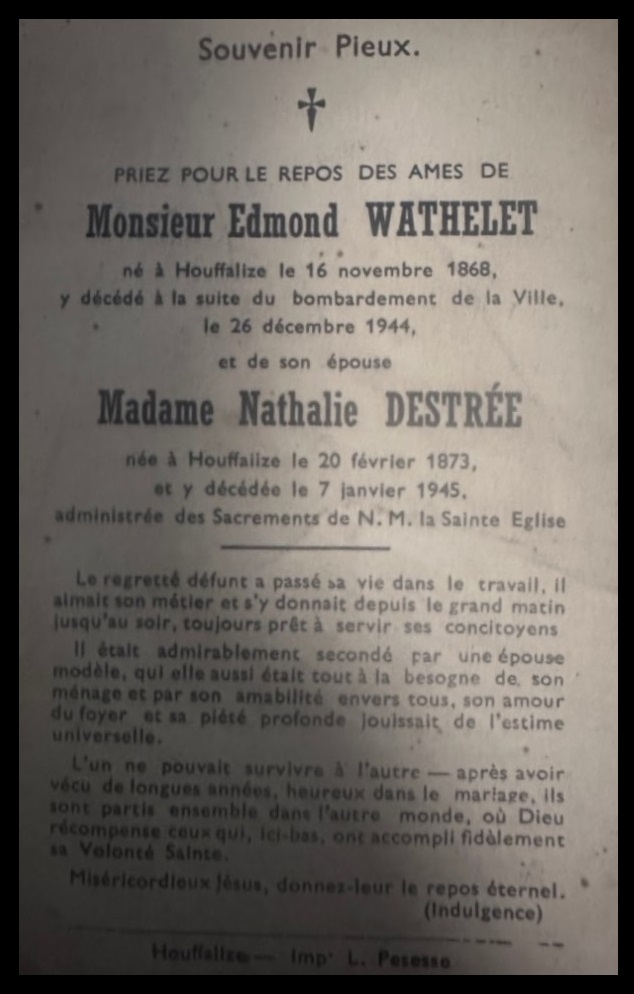 Souvenir Pieux.
PRIEZ POUR LE REPOS DES AMES DE
Monsieur Edmond WATHELET
né à Houffalize le 16 novembre 1868,
y décédé à la suite du bombardement de la Ville,
le 26 décembre 1944,
et de son épouse
Madame Nathalie DESTRÉE
née à Houffalize le 20 février 1873,
et y décédée le 7 janvier 1945.
administrée des Sacrements de N. M. la Sainte Eglise
Le regretté défunt a passé sa vie dans le travail, il
aimait son métier et s'y donnait depuis le grand matin
jusqu'au soir, toujours prêt à servir ses concitoyens
Il était admirablement secondé par une épouse
modèle, qui elle aussi était tout à la besogne de son
ménage et par son amabilité envers tous, son amour
du foyer et sa piété profonde jouissait de l'estime
universelle.
L'un ne pouvait survivre à l'autre — après avoir
vécu de longues années, heureux dans le mariage, ils
sont partis ensemble dans l'autre monde, où Dieu
récompense ceux qui, ici-bas, ont accompli fidèlement
sa Volonté Sainte.
Miséricordieux Jésus, donnez-leur le repos éternel.
(Indulgence)
Houffalize — Impr L. Pesesse